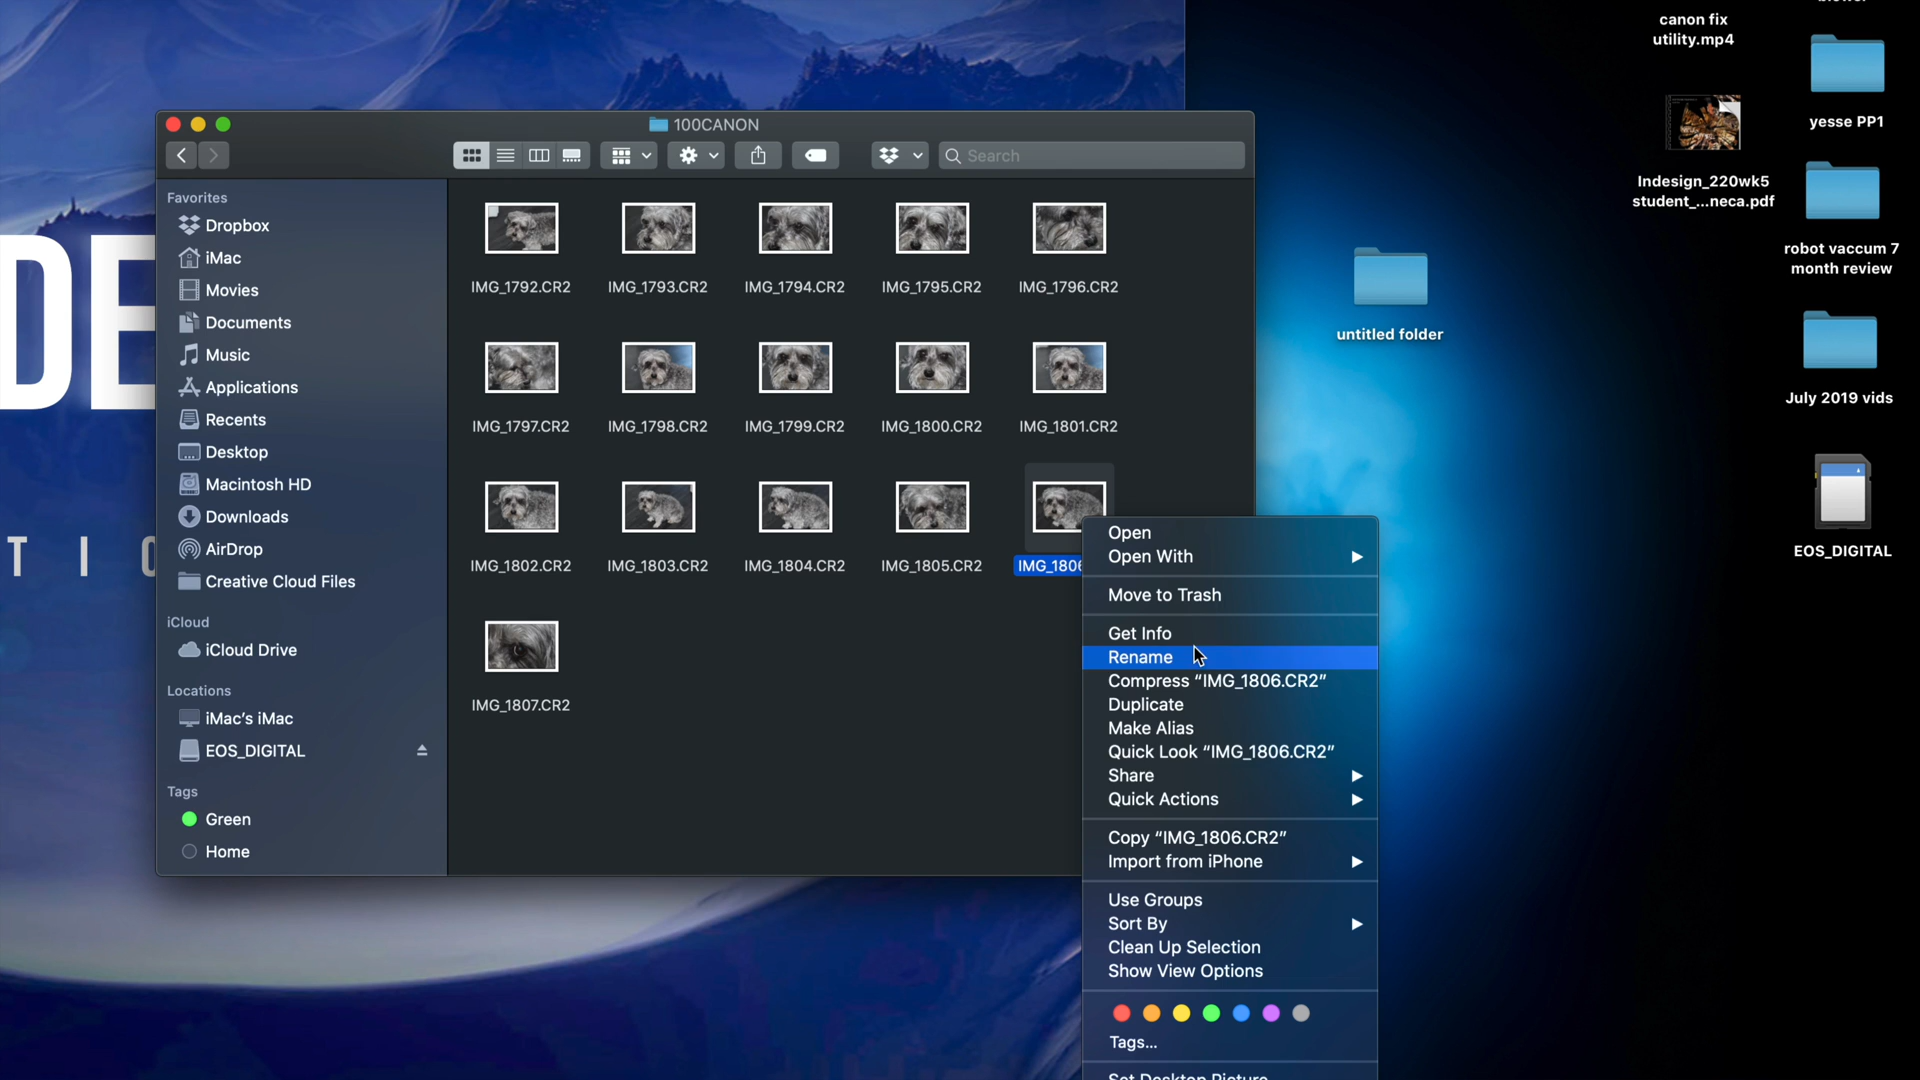 DE
T I O
100CANON
Search
Favorites
Dropbox
iMac
Movies
Documents
Music
Applications
Recents
Desktop
Macintosh HD
Downloads
AirDrop
Creative Cloud Files
iCloud
iCloud Drive
Locations
iMac’s iMac
EOS_DIGITAL
Tags
Green
Home
IMG_1792.CR2
IMG_1793.CR2
IMG_1794.CR2
IMG_1795.CR2
IMG_1796.CR2
IMG_1797.CR2
IMG_1798.CR2
IMG_1799.CR2
IMG_1800.CR2
IMG_1801.CR2
IMG_1802.CR2
IMG_1803.CR2
IMG_1804.CR2
IMG_1805.CR2
IMG_1806
IMG_1807.CR2
Open
Open With
Move to Trash
Get Info
Rename
Compress “IMG_1806.CR2”
Duplicate
Make Alias
Quick Look “IMG_1806.CR2”
Share
Quick Actions
Copy “IMG_1806.CR2”
Import from iPhone
Use Groups
Sort By
Clean Up Selection
Show View Options
Tags...
Set Desktop Picture
untitled folder
canon fix
utility.mp4
Indesign_220wk5
student_...neca.pdf
yesse PP1
robot vaccum 7
month review
July 2019 vids
EOS_DIGITAL